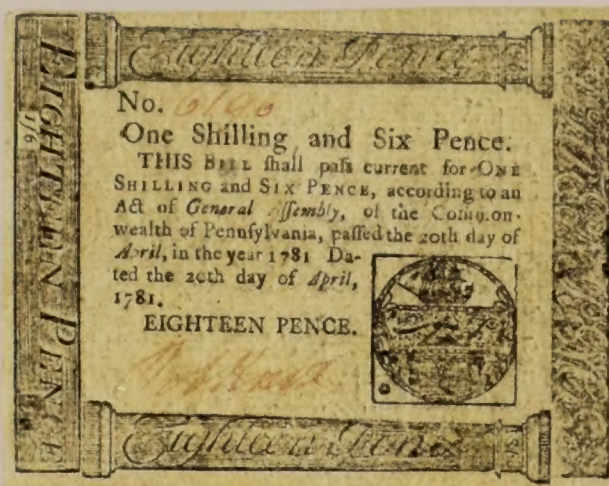 Eighteen Pence.
EIGHTEEN PENCE
1/6
No.
One Shilling and Six Pence.
THIS BILL ſhall paſs current for ONE
SHILLING and SIX PENCE, according to an
Act of General Aſſembly, of the Common-
wealth of Pennſylvania, paſſed the 20th day of
April, in the year 1781 Da-
ted the 20th day of April,
1781.
EIGHTEEN PENCE.
Eighteen Pence